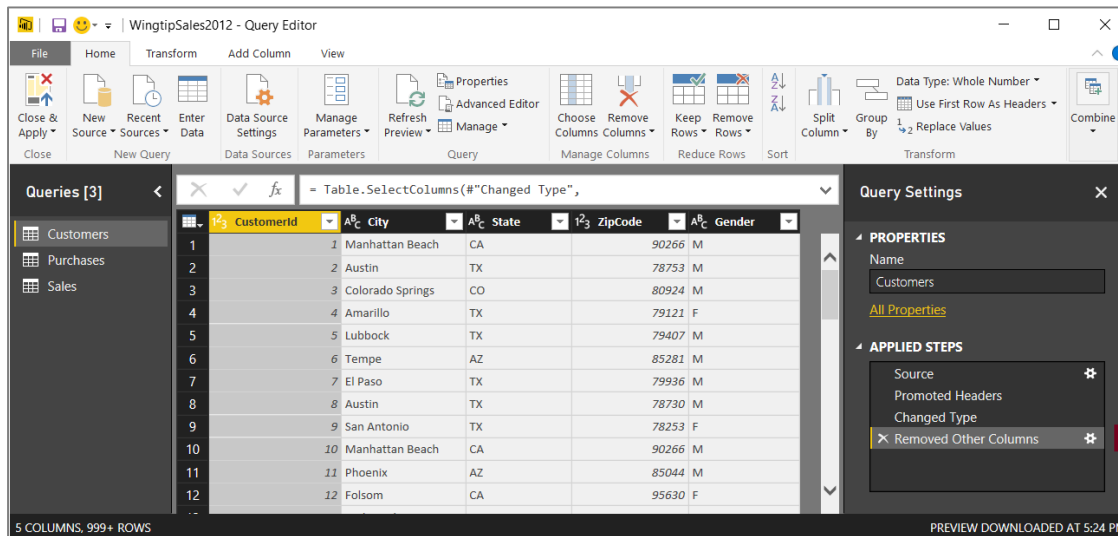 WingtipSales2012 - Query Editor
File Home Transform Add Column View
Close & Apply
New Source
Recent Sources
Enter Data
Data Source Settings
Manage Parameters
Refresh Preview
Properties
Advanced Editor
Manage
Choose Columns
Remove Columns
Keep Rows
Remove Rows
Split Column
Group By
Data Type: Whole Number
Use First Row As Headers
Replace Values
Combine
Close New Query Data Sources Parameters Query Manage Columns Reduce Rows Sort Transform
Queries [3]
Customers
Purchases
Sales
fx = Table.SelectColumns(#"Changed Type",
CustomerId City State ZipCode Gender
1 1 Manhattan Beach CA 90266 M
2 2 Austin TX 78753 M
3 3 Colorado Springs CO 80924 M
4 4 Amarillo TX 79121 F
5 5 Lubbock TX 79407 M
6 6 Tempe AZ 85281 M
7 7 El Paso TX 79936 M
8 8 Austin TX 78730 M
9 9 San Antonio TX 78253 F
10 10 Manhattan Beach CA 90266 M
11 11 Phoenix AZ 85044 M
12 12 Folsom CA 95630 F
Query Settings
PROPERTIES
Name
Customers
All Properties
APPLIED STEPS
Source
Promoted Headers
Changed Type
Removed Other Columns
5 COLUMNS, 999+ ROWS
PREVIEW DOWNLOADED AT 5:24 PM